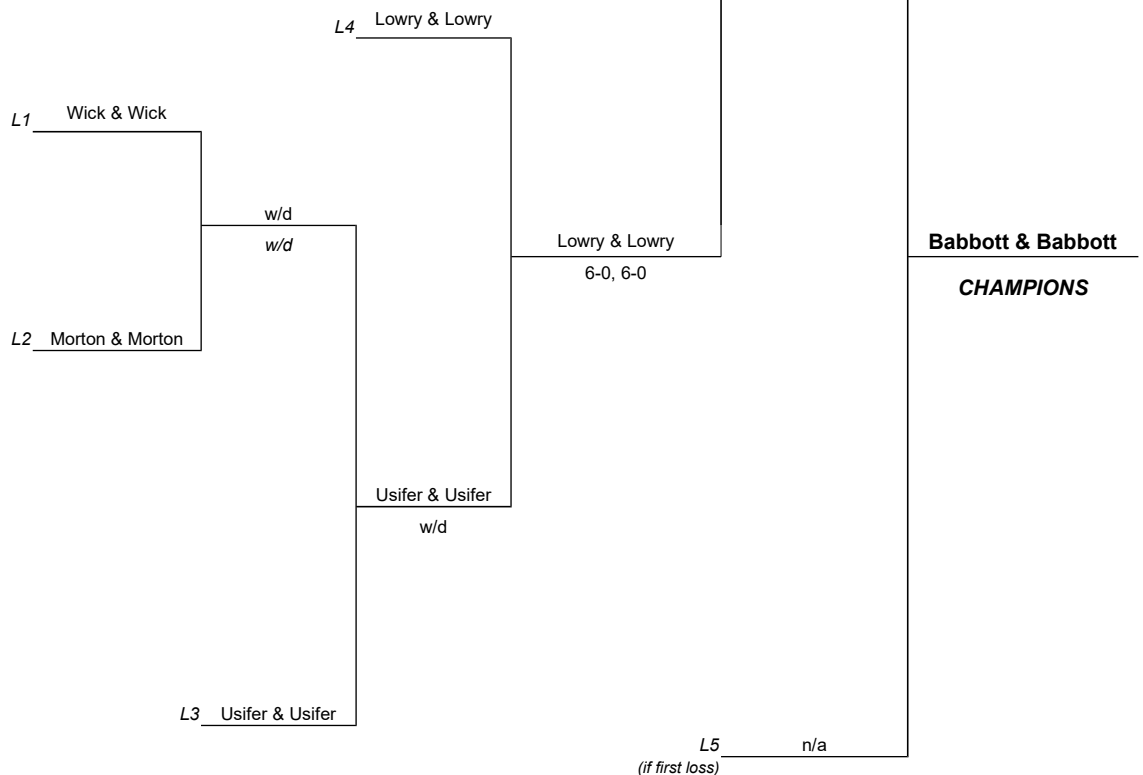 L4 Lowry & Lowry
L1 Wick & Wick
w/d
w/d
Lowry & Lowry
6-0, 6-0
Babbott & Babbott
CHAMPIONS
L2 Morton & Morton
Usifer & Usifer
w/d
L3 Usifer & Usifer
L5 n/a
(if first loss)